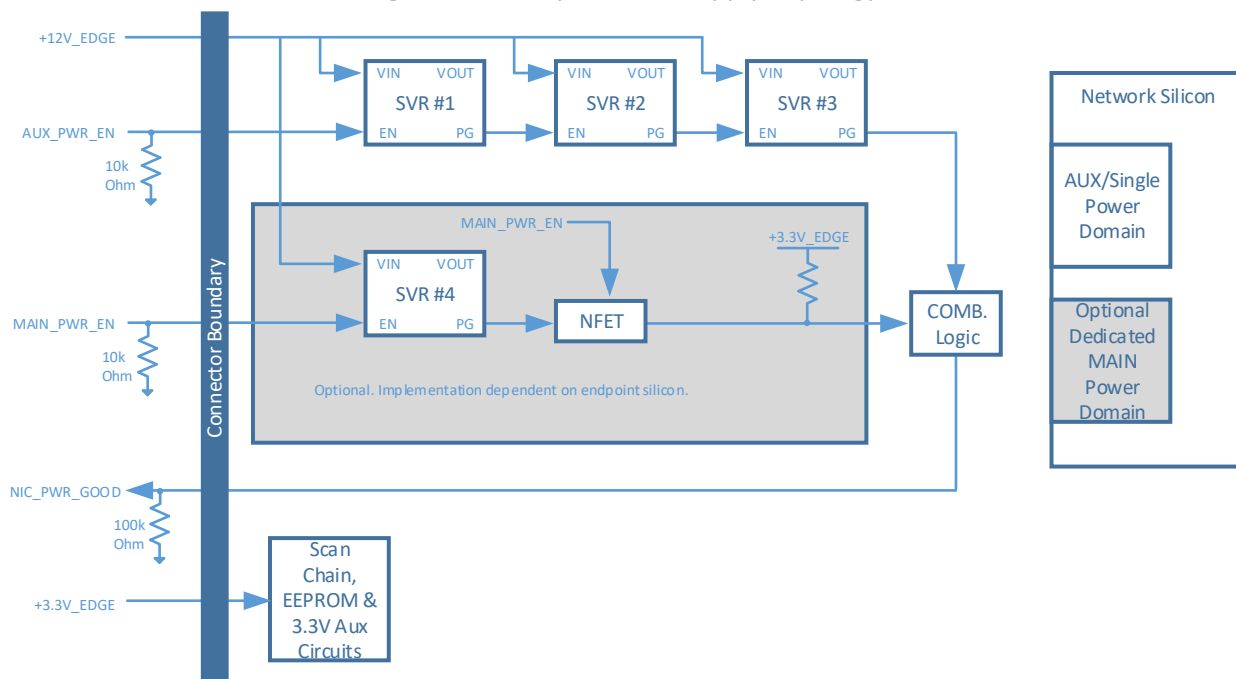 +12V_EDGE
VIN VOUT
SVR #1
EN PG
VIN VOUT
SVR #2
EN PG
VIN VOUT
SVR #3
EN PG
AUX_PWR_EN
10k
Ohm
Network Silicon
AUX/Single
Power
Domain
Optional
Dedicated
MAIN
Power
Domain
Connector Boundary
MAIN_PWR_EN
+3.3V_EDGE
VIN VOUT
SVR #4
EN PG
NFET
COMB.
Logic
MAIN_PWR_EN
10k
Ohm
Optional. Implementation dependent on endpoint silicon.
NIC_PWR_GOOD
100k
Ohm
+3.3V_EDGE
Scan
Chain,
EEPROM &
3.3V Aux
Circuits